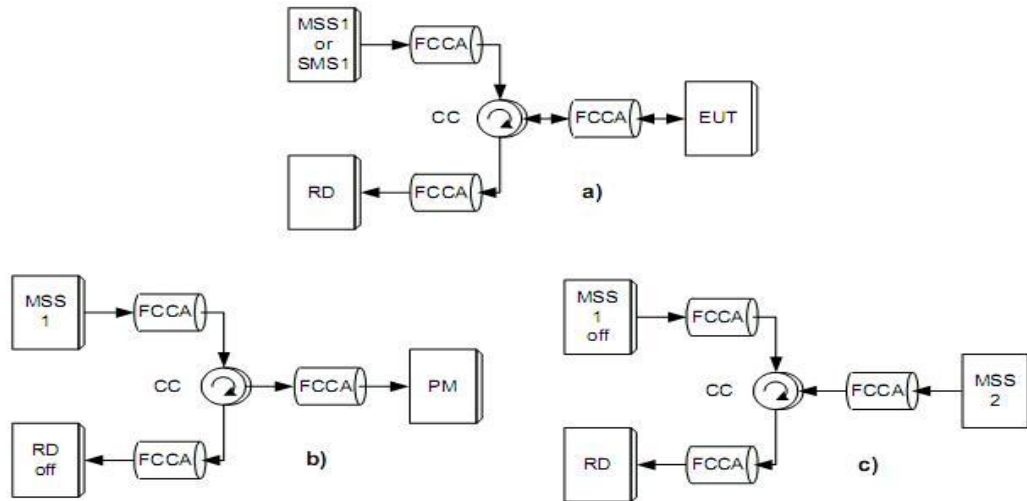 MSS1
or
SMS1
FCCA
CC
FCCA
EUT
RD
FCCA
a)
MSS
1
FCCA
CC
FCCA
PM
RD
off
FCCA
b)
MSS
1
off
FCCA
CC
FCCA
MSS
2
RD
FCCA
c)